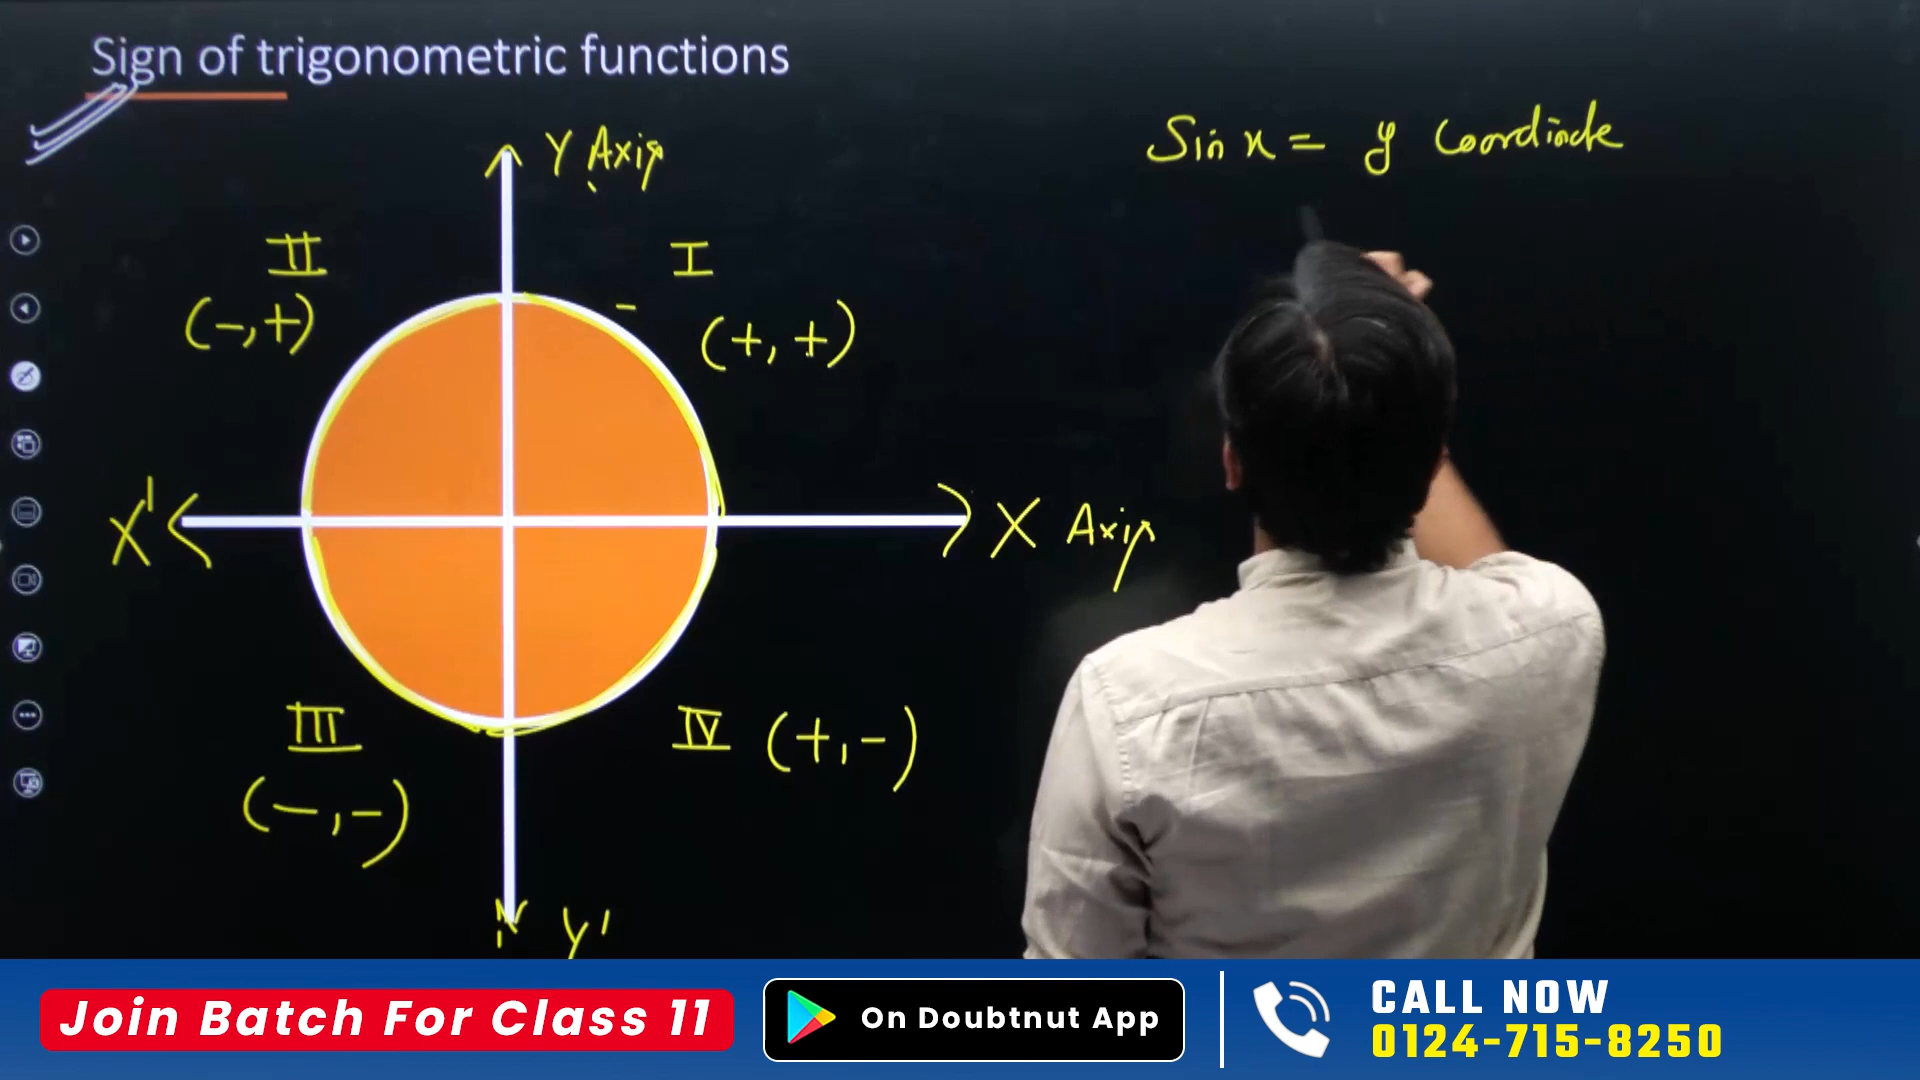 Sign of trigonometric functions
Y Axis
Sin x = y Coordinate
II
I
(-,+)
(+,+)
X'
X Axis
III
IV (+,-)
(-,-)
Y'
Join Batch For Class 11
On Doubtnut App
CALL NOW
0124-715-8250